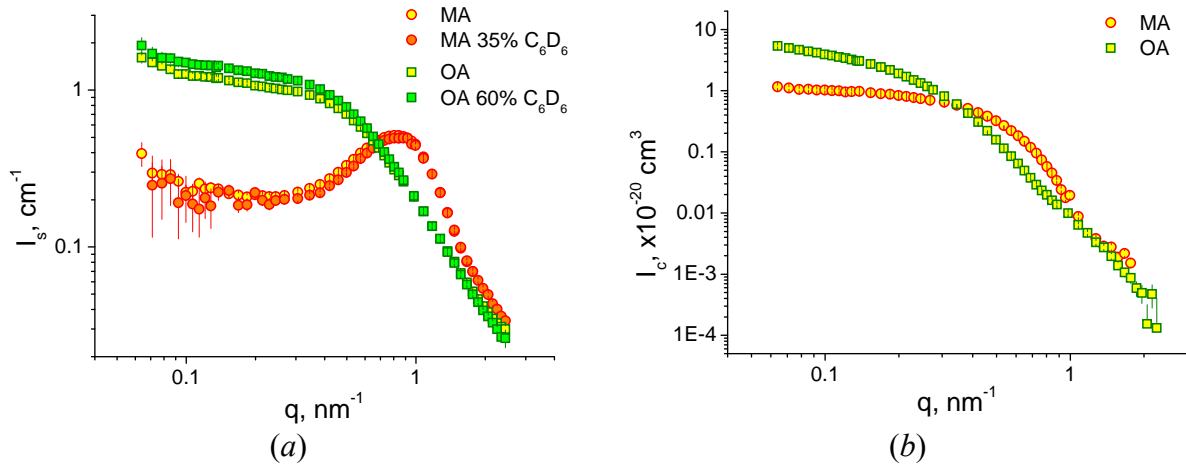 MA
MA 35% C₆D₆
OA
OA 60% C₆D₆
1
0.1
Iₛ, cm⁻¹
0.1
1
q, nm⁻¹
(a)
MA
OA
10
1
0.1
0.01
1E-3
1E-4
I_c, x10⁻²⁰ cm³
0.1
1
q, nm⁻¹
(b)